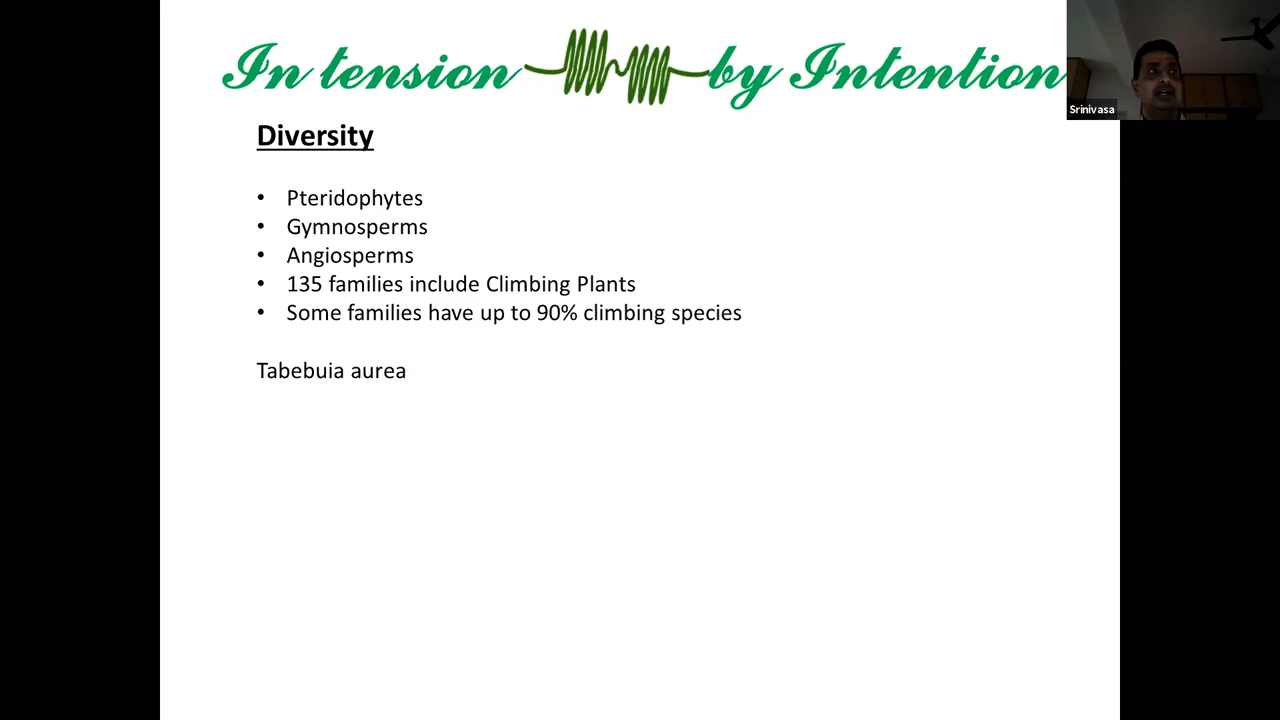 In tension by Intention
Srinivasa
Diversity
• Pteridophytes
• Gymnosperms
• Angiosperms
• 135 families include Climbing Plants
• Some families have up to 90% climbing species
Tabebuia aurea